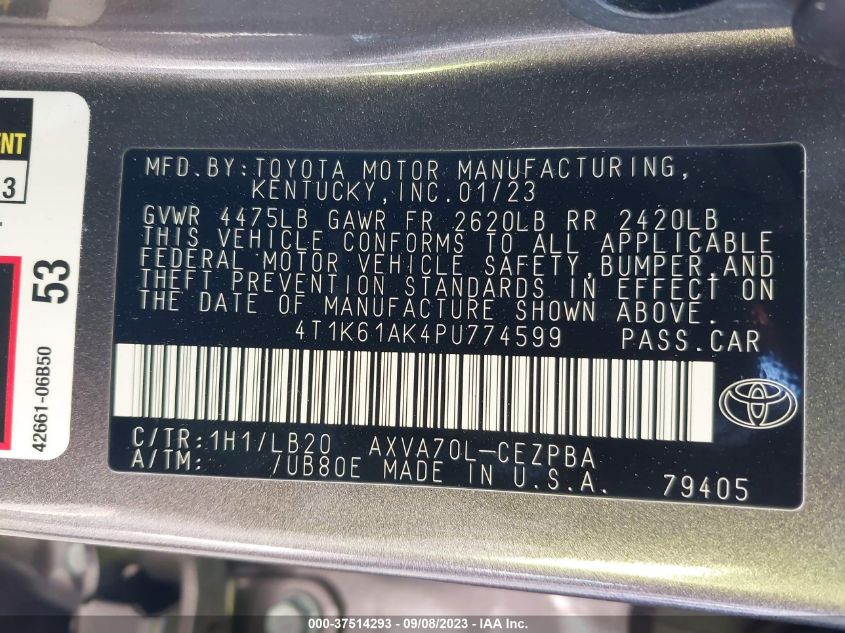 ENT
3
53
42661-06B50
MFD.BY:TOYOTA MOTOR MANUFACTURING,
KENTUCKY,INC.01/23
GVWR 4475LB GAWR FR 2620LB RR 2420LB
THIS VEHICLE CONFORMS TO ALL APPLICABLE
FEDERAL MOTOR VEHICLE SAFETY,BUMPER,AND
THEFT PREVENTION STANDARDS IN EFFECT ON
THE DATE OF MANUFACTURE SHOWN ABOVE.
4T1K61AK4PU774599 PASS.CAR
C/TR:1H1/LB20 AXVA70L-CEZPBA
A/TM: /UB80E MADE IN U.S.A. 79405
000-37514293 - 09/08/2023 - IAA Inc.